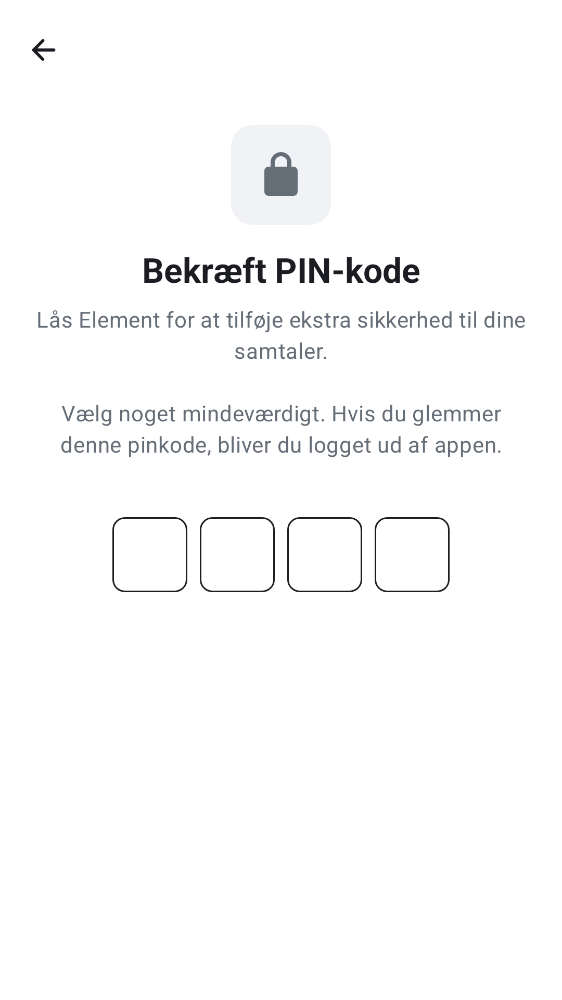 Bekræft PIN-kode
Lås Element for at tilføje ekstra sikkerhed til dine
samtaler.
Vælg noget mindeværdigt. Hvis du glemmer
denne pinkode, bliver du logget ud af appen.